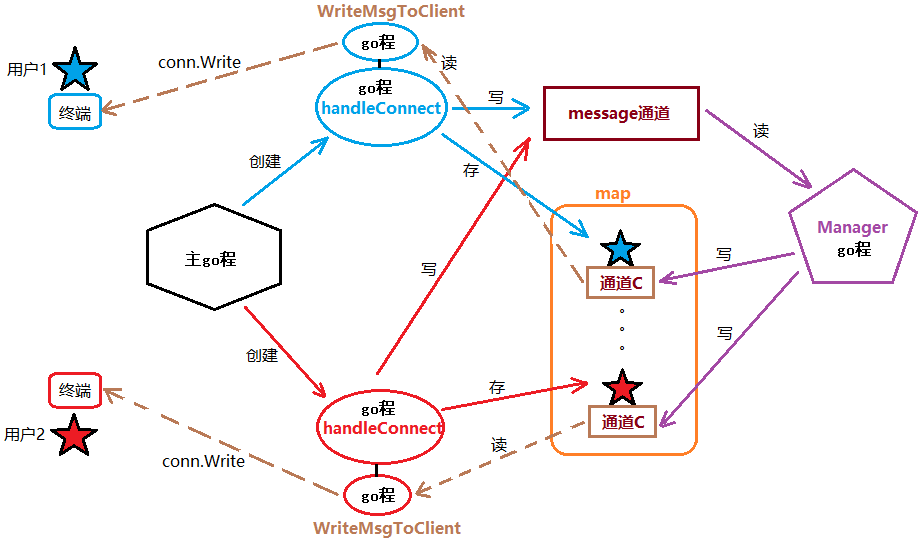 WriteMsgToClient
go程
用户1
conn.Write
读
终端
go程
handleConnect
写
message通道
读
创建
存
map
Manager
go程
主go程
写
写
通道C
。
。
。
写
创建
终端
go程
handleConnect
存
通道C
用户2
conn.Write
读
go程
WriteMsgToClient